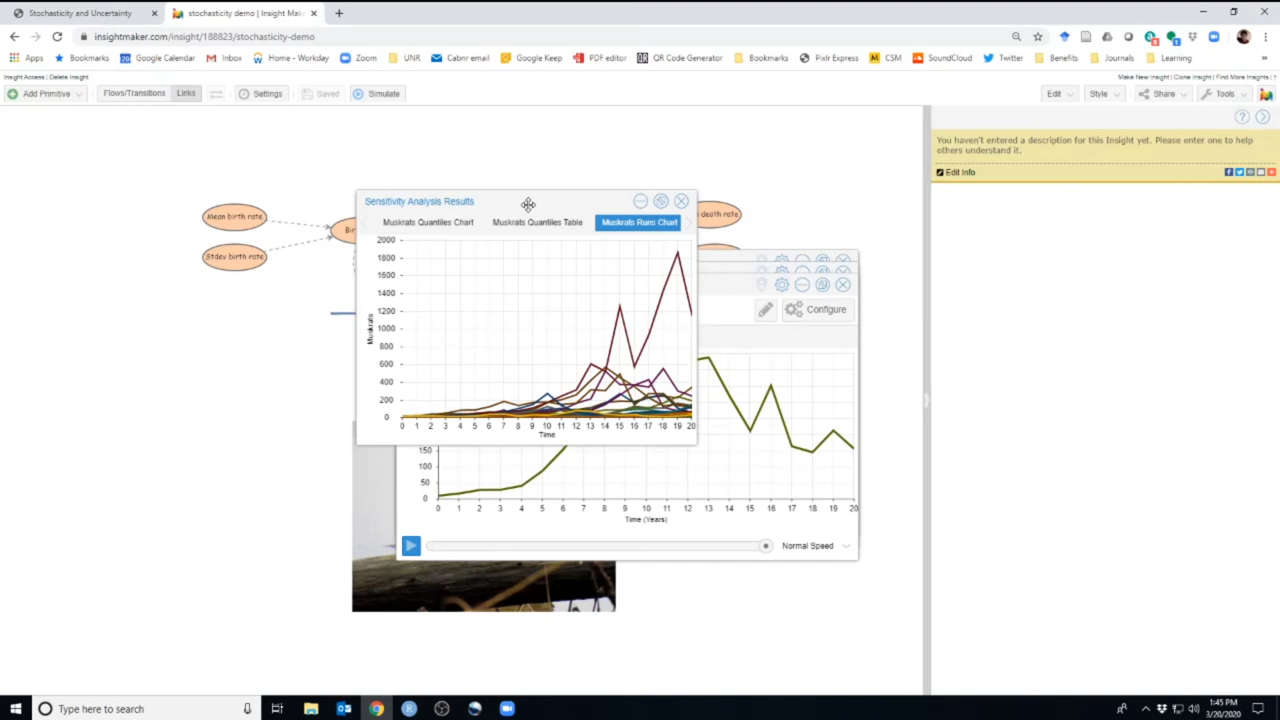 Stochasticity and Uncertainty
stochasticity demo | Insight Mak
insightmaker.com/insight/188823/stochasticity-demo
Apps Bookmarks Google Calendar Inbox Home - Workday Zoom UNR Cabnr email Google Keep PDF editor QR Code Generator Bookmarks Pixlr Express CSM SoundCloud Twitter Benefits Journals Learning
Insight Access | Delete Insight
Make New Insight | Clone Insight | Find More Insights | ?
Add Primitive Flows/Transitions Links Settings Saved Simulate Edit Style Share Tools
You haven't entered a description for this Insight yet. Please enter one to help
others understand it.
Edit Info
Mean birth rate
Stdev birth rate
Bir
death rate
Sensitivity Analysis Results
Muskrats Quantiles Chart Muskrats Quantiles Table Muskrats Runs Chart
Muskrats
2000
1800
1600
1400
1200
1000
800
600
400
200
0
0 1 2 3 4 5 6 7 8 9 10 11 12 13 14 15 16 17 18 19 20
Time
Configure
150
100
50
0
0 1 2 3 4 5 6 7 8 9 10 11 12 13 14 15 16 17 18 19 20
Time (Years)
Normal Speed
Type here to search
1:45 PM
3/20/2020